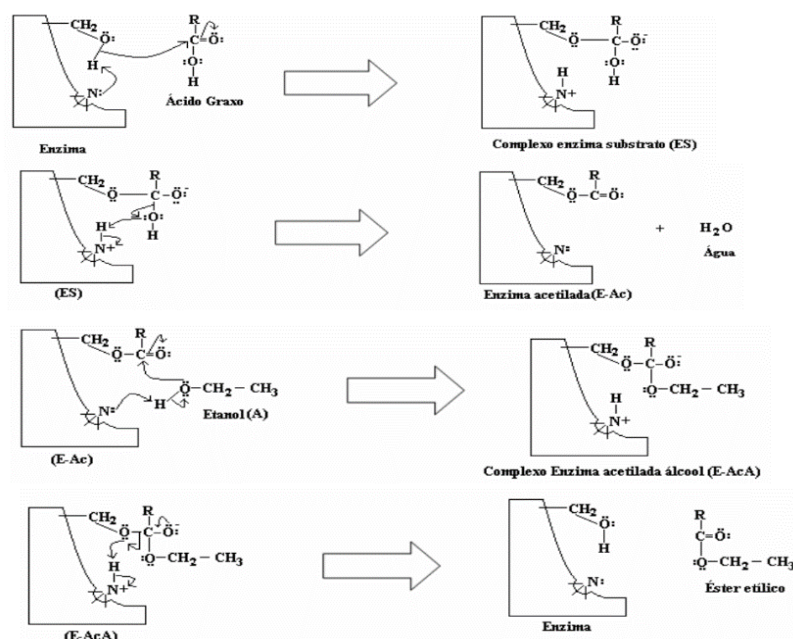 CH2
Ö:
H
N:
Enzima
R
C=Ö:
:O:
H
Ácido Graxo
CH2
Ö
R
C
Ö:-
:O:
H
H
N+
Complexo enzima substrato (ES)
CH2
Ö
R
C
Ö:-
:O:
H
H
N+
(ES)
CH2
R
Ö–C=Ö:
N:
Enzima acetilada(E-Ac)
+ H2O
Água
CH2
R
Ö–C=Ö:
N:
H
Ö–CH2–CH3
Etanol(A)
(E-Ac)
CH2
R
Ö–C–Ö:-
:O–CH2–CH3
H
N+
Complexo Enzima acetilada álcool (E-AcA)
CH2
R
Ö–C–Ö:-
:O–CH2–CH3
H
N+
(E-AcA)
CH2
Ö:
H
N:
Enzima
R
C=Ö:
:O–CH2–CH3
Éster etílico